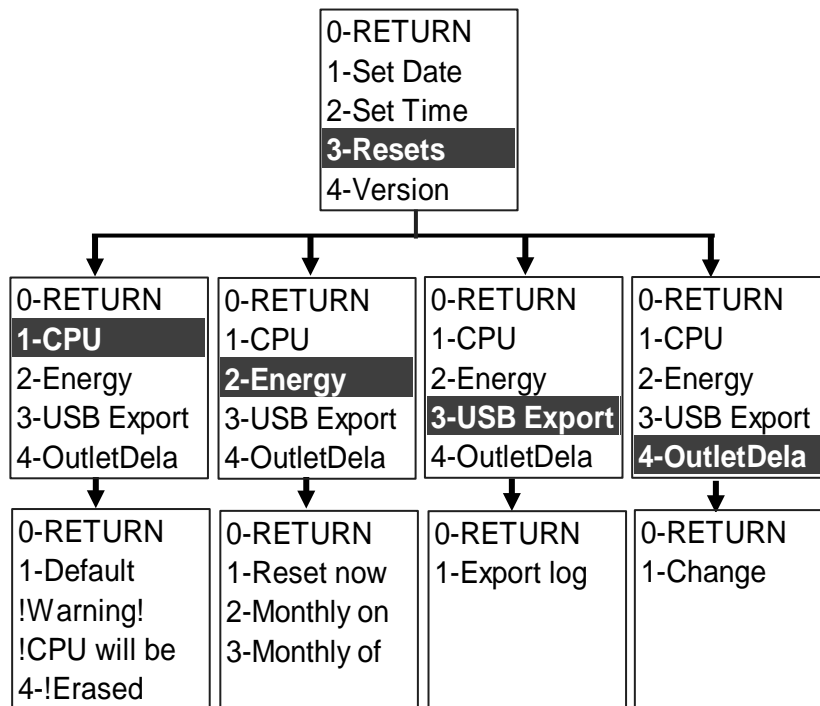 0-RETURN
1-Set Date
2-Set Time
3-Resets
4-Version
0-RETURN
1-CPU
2-Energy
3-USB Export
4-OutletDela
0-RETURN
1-CPU
2-Energy
3-USB Export
4-OutletDela
0-RETURN
1-CPU
2-Energy
3-USB Export
4-OutletDela
0-RETURN
1-CPU
2-Energy
3-USB Export
4-OutletDela
0-RETURN
1-Default
!Warning!
!CPU will be
4-!Erased
0-RETURN
1-Reset now
2-Monthly on
3-Monthly of
0-RETURN
1-Export log
0-RETURN
1-Change